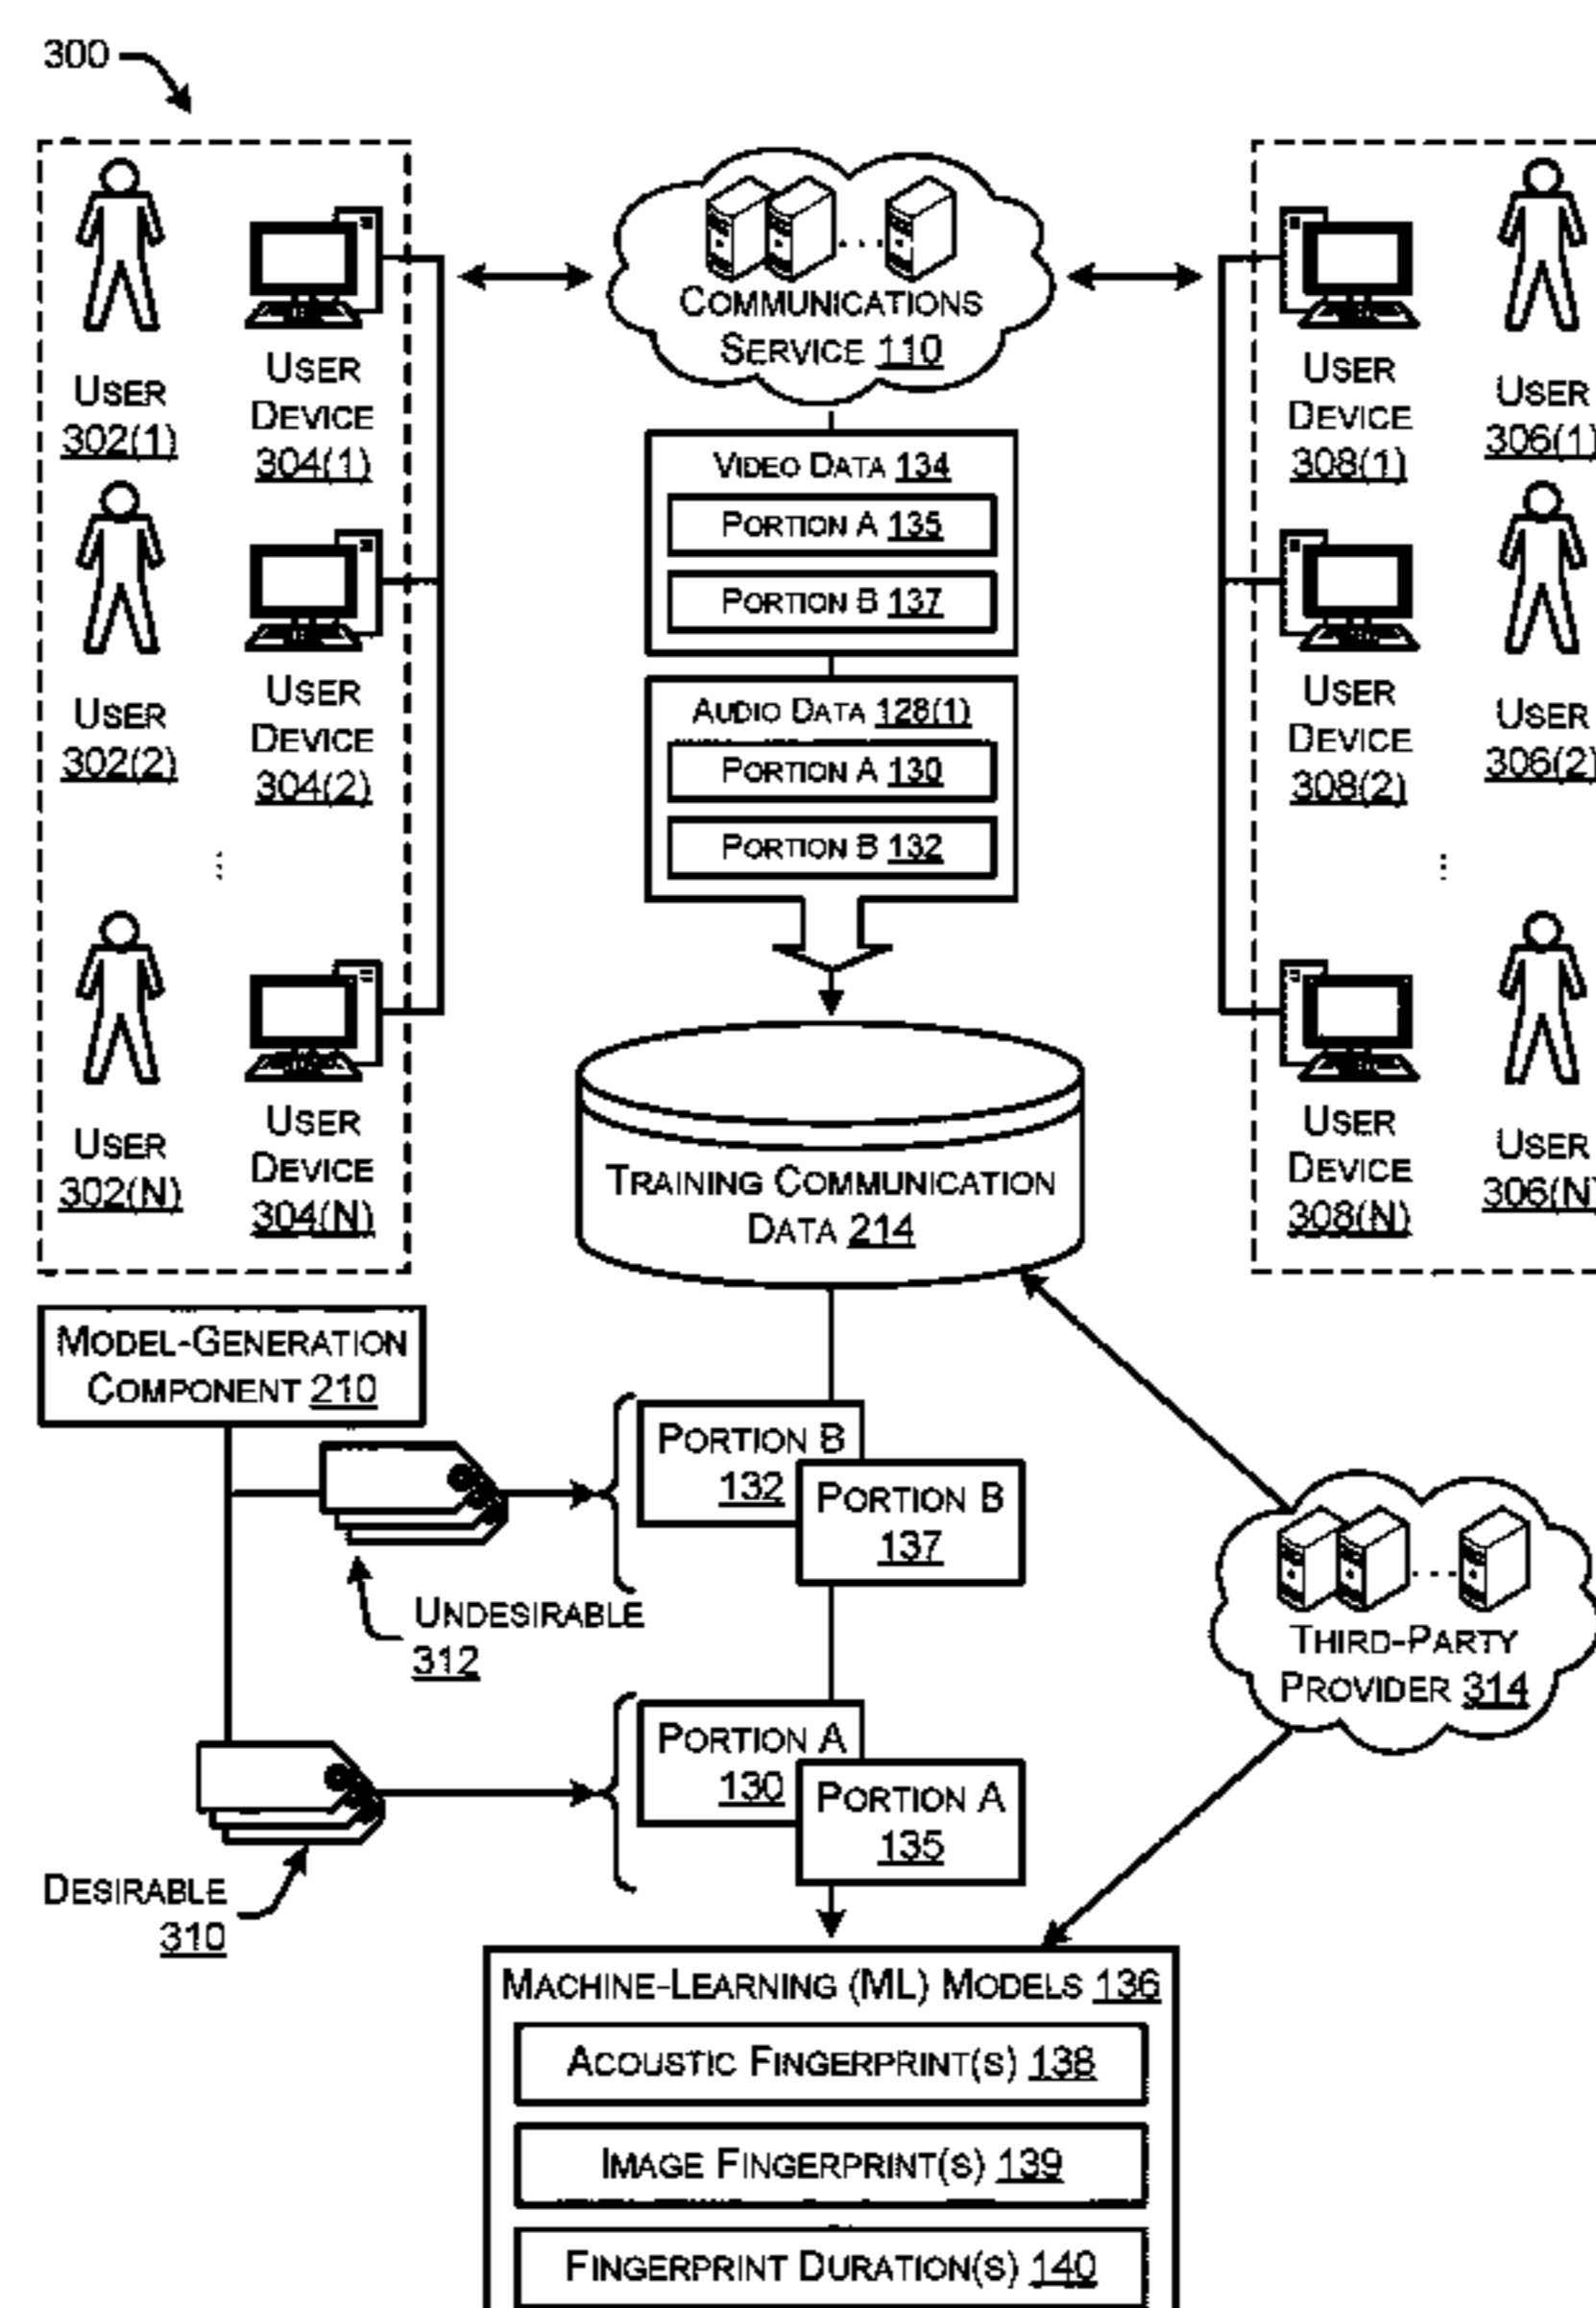 300
COMMUNICATIONS
SERVICE 110
USER
302(1)
USER
DEVICE
304(1)
USER
302(2)
USER
DEVICE
304(2)
USER
302(N)
USER
DEVICE
304(N)
VIDEO DATA 134
PORTION A 135
PORTION B 137
AUDIO DATA 128(1)
PORTION A 130
PORTION B 132
USER
DEVICE
308(1)
USER
306(1)
USER
DEVICE
308(2)
USER
306(2)
USER
DEVICE
308(N)
USER
306(N)
TRAINING COMMUNICATION
DATA 214
MODEL-GENERATION
COMPONENT 210
PORTION B
132
PORTION B
137
UNDESIRABLE
312
THIRD-PARTY
PROVIDER 314
PORTION A
130
PORTION A
135
DESIRABLE
310
MACHINE-LEARNING (ML) MODELS 136
ACOUSTIC FINGERPRINT(S) 138
IMAGE FINGERPRINT(S) 139
FINGERPRINT DURATION(S) 140